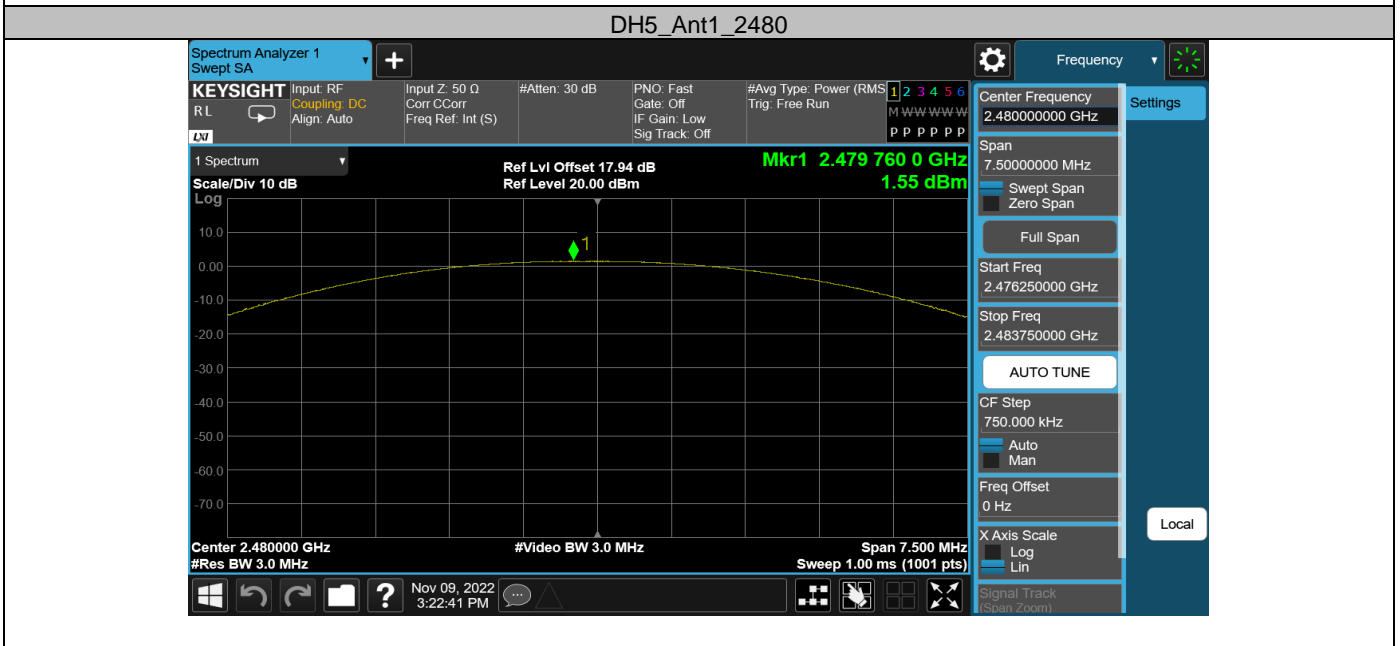 DH5_Ant1_2480
Spectrum Analyzer 1
Swept SA
+
Frequency
KEYSIGHT
RL
LXI
Input: RF
Coupling: DC
Align: Auto
Input Z: 50 Ω
Corr CCorr
Freq Ref: Int (S)
#Atten: 30 dB
PNO: Fast
Gate: Off
IF Gain: Low
Sig Track: Off
#Avg Type: Power (RMS
Trig: Free Run
1 2 3 4 5 6
M W W W W W
P P P P P P
1 Spectrum
Scale/Div 10 dB
Ref Lvl Offset 17.94 dB
Ref Level 20.00 dBm
Mkr1 2.479 760 0 GHz
1.55 dBm
Log
10.0
0.00
-10.0
-20.0
-30.0
-40.0
-50.0
-60.0
-70.0
1
Center 2.480000 GHz
#Res BW 3.0 MHz
#Video BW 3.0 MHz
Span 7.500 MHz
Sweep 1.00 ms (1001 pts)
Center Frequency
2.480000000 GHz
Settings
Span
7.50000000 MHz
Swept Span
Zero Span
Full Span
Start Freq
2.476250000 GHz
Stop Freq
2.483750000 GHz
AUTO TUNE
CF Step
750.000 kHz
Auto
Man
Freq Offset
0 Hz
X Axis Scale
Log
Lin
Signal Track
(Span Zoom)
Local
?
Nov 09, 2022
3:22:41 PM